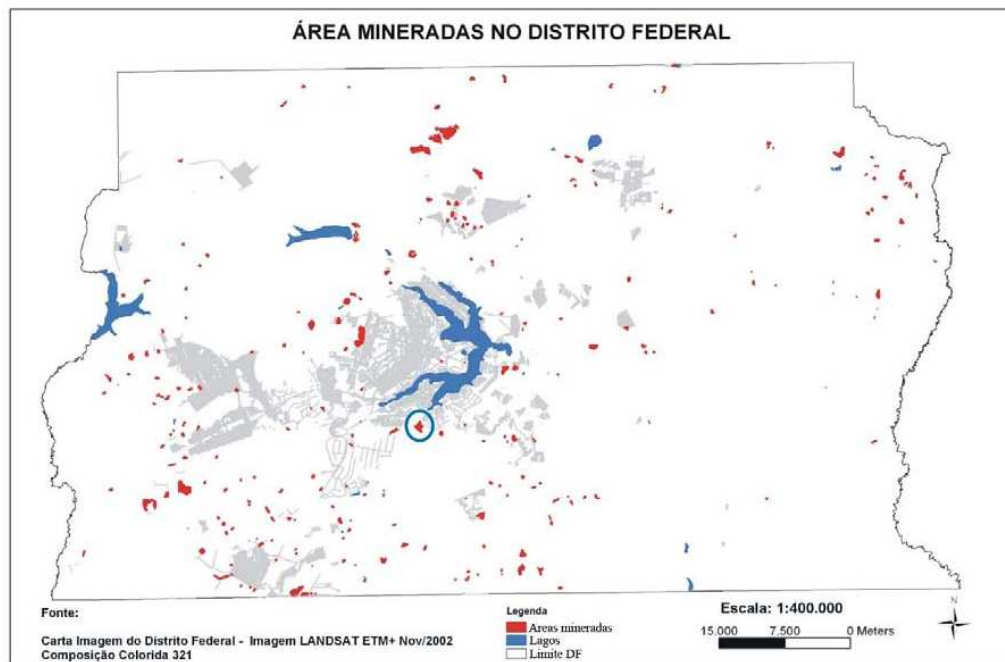 ÁREA MINERADAS NO DISTRITO FEDERAL
Fonte:
Carta Imagem do Distrito Federal - Imagem LANDSAT ETM+ Nov/2002
Composição Colorida 321
Legenda
Areas mineradas
Lagos
Limite DF
Escala: 1:400.000
15.000 7.500 0 Meters
N